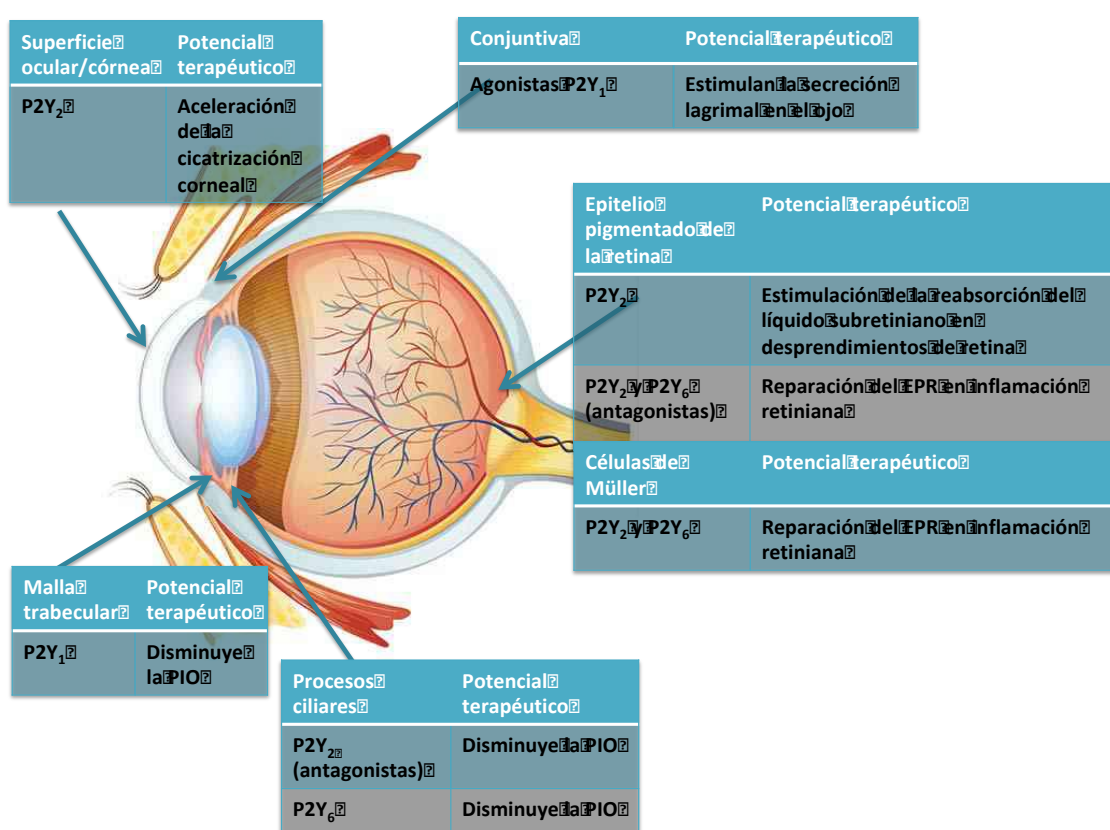 Superficie Potencial
ocular/córnea terapéutico
P2Y₂ Aceleración
de la
cicatrización
corneal
Conjuntiva Potencial terapéutico
Agonistas P2Y₁ Estimulan la secreción
lagrimal en el ojo
Epitelio Potencial terapéutico
pigmentado de
la retina
P2Y₂ Estimulación de la reabsorción del
líquido subretiniano en
desprendimientos de retina
P2Y₂ y P2Y₆ Reparación del EPR en inflamación
(antagonistas) retiniana
Células de Potencial terapéutico
Müller
P2Y₂ y P2Y₆ Reparación del EPR en inflamación
retiniana
Malla Potencial
trabecular terapéutico
P2Y₁ Disminuye
la PIO
Procesos Potencial
ciliares terapéutico
P2Y₂ Disminuye la PIO
(antagonistas)
P2Y₆ Disminuye la PIO